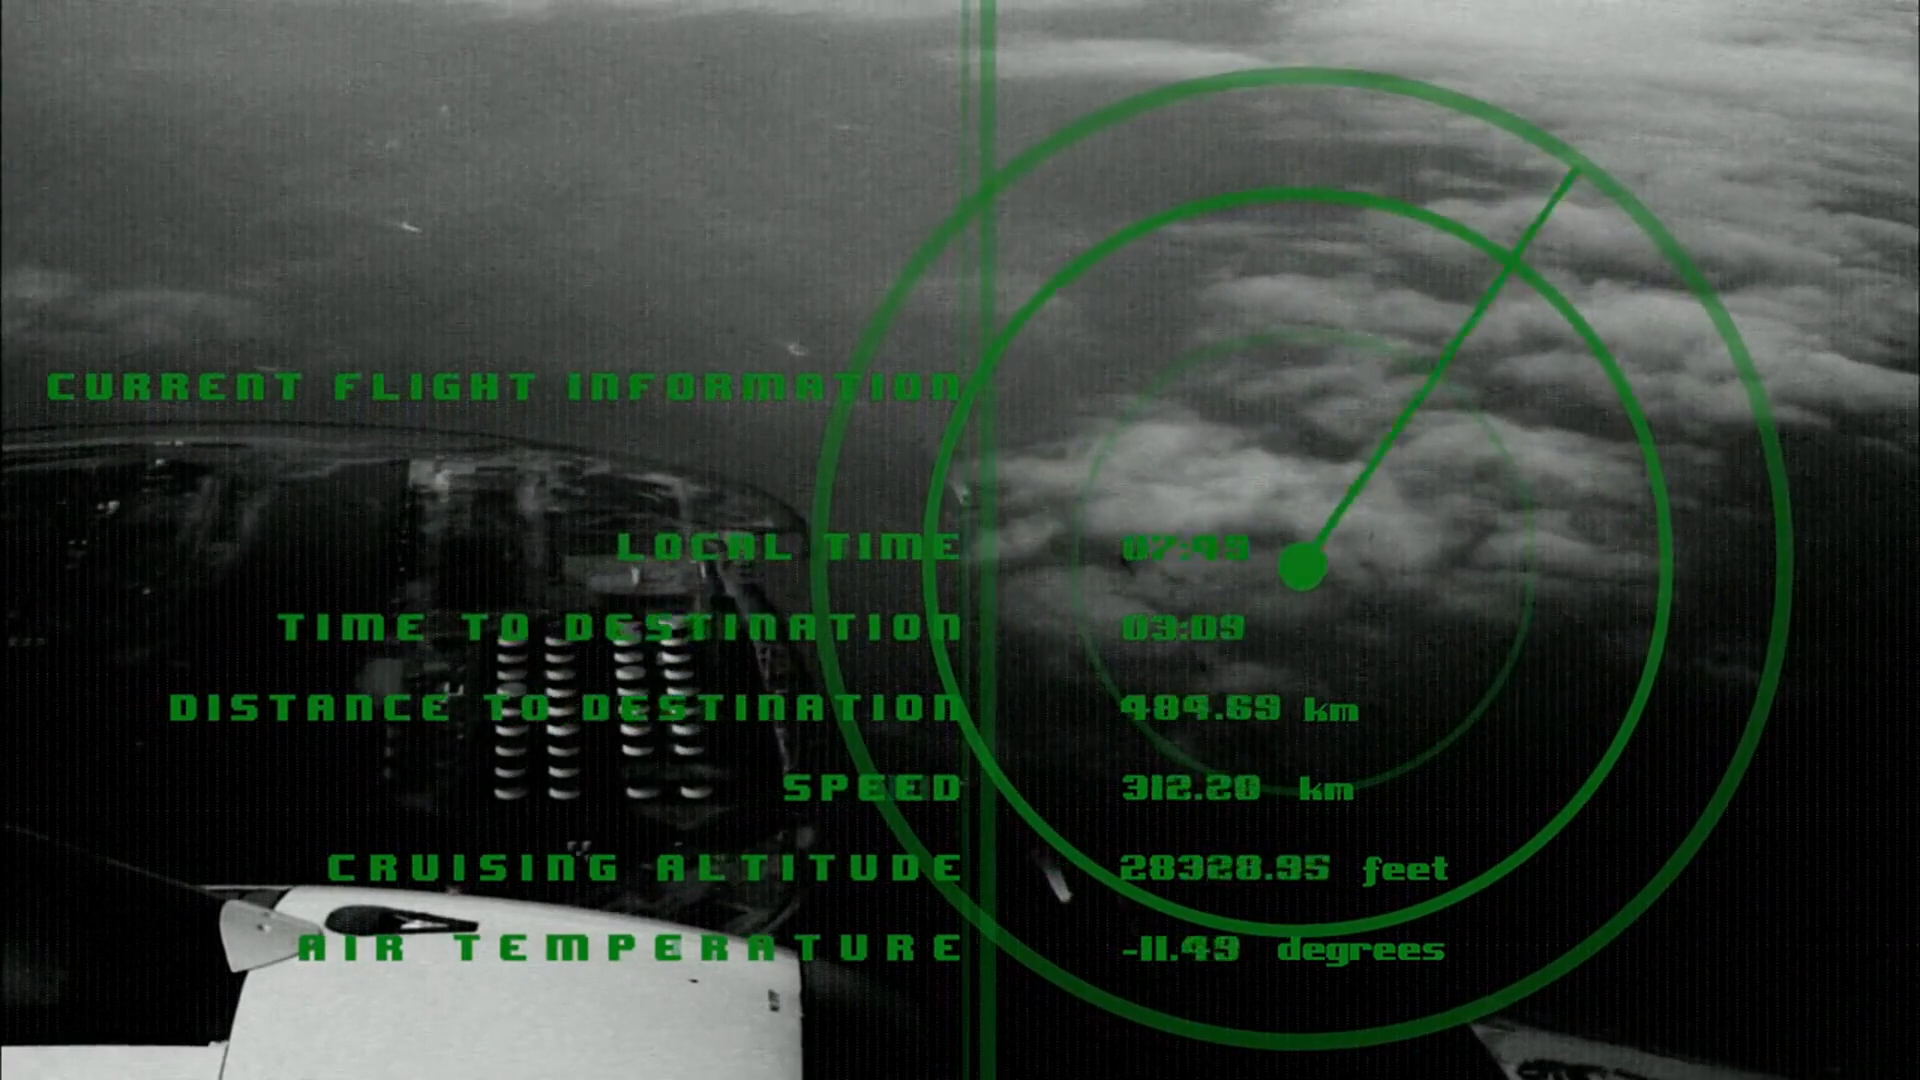 CURRENT FLIGHT INFORMATION
LOCAL TIME 07:49
TIME TO DESTINATION 03:09
DISTANCE TO DESTINATION 484.69 km
SPEED 312.20 km
CRUISING ALTITUDE 28328.95 feet
AIR TEMPERATURE -11.49 degrees